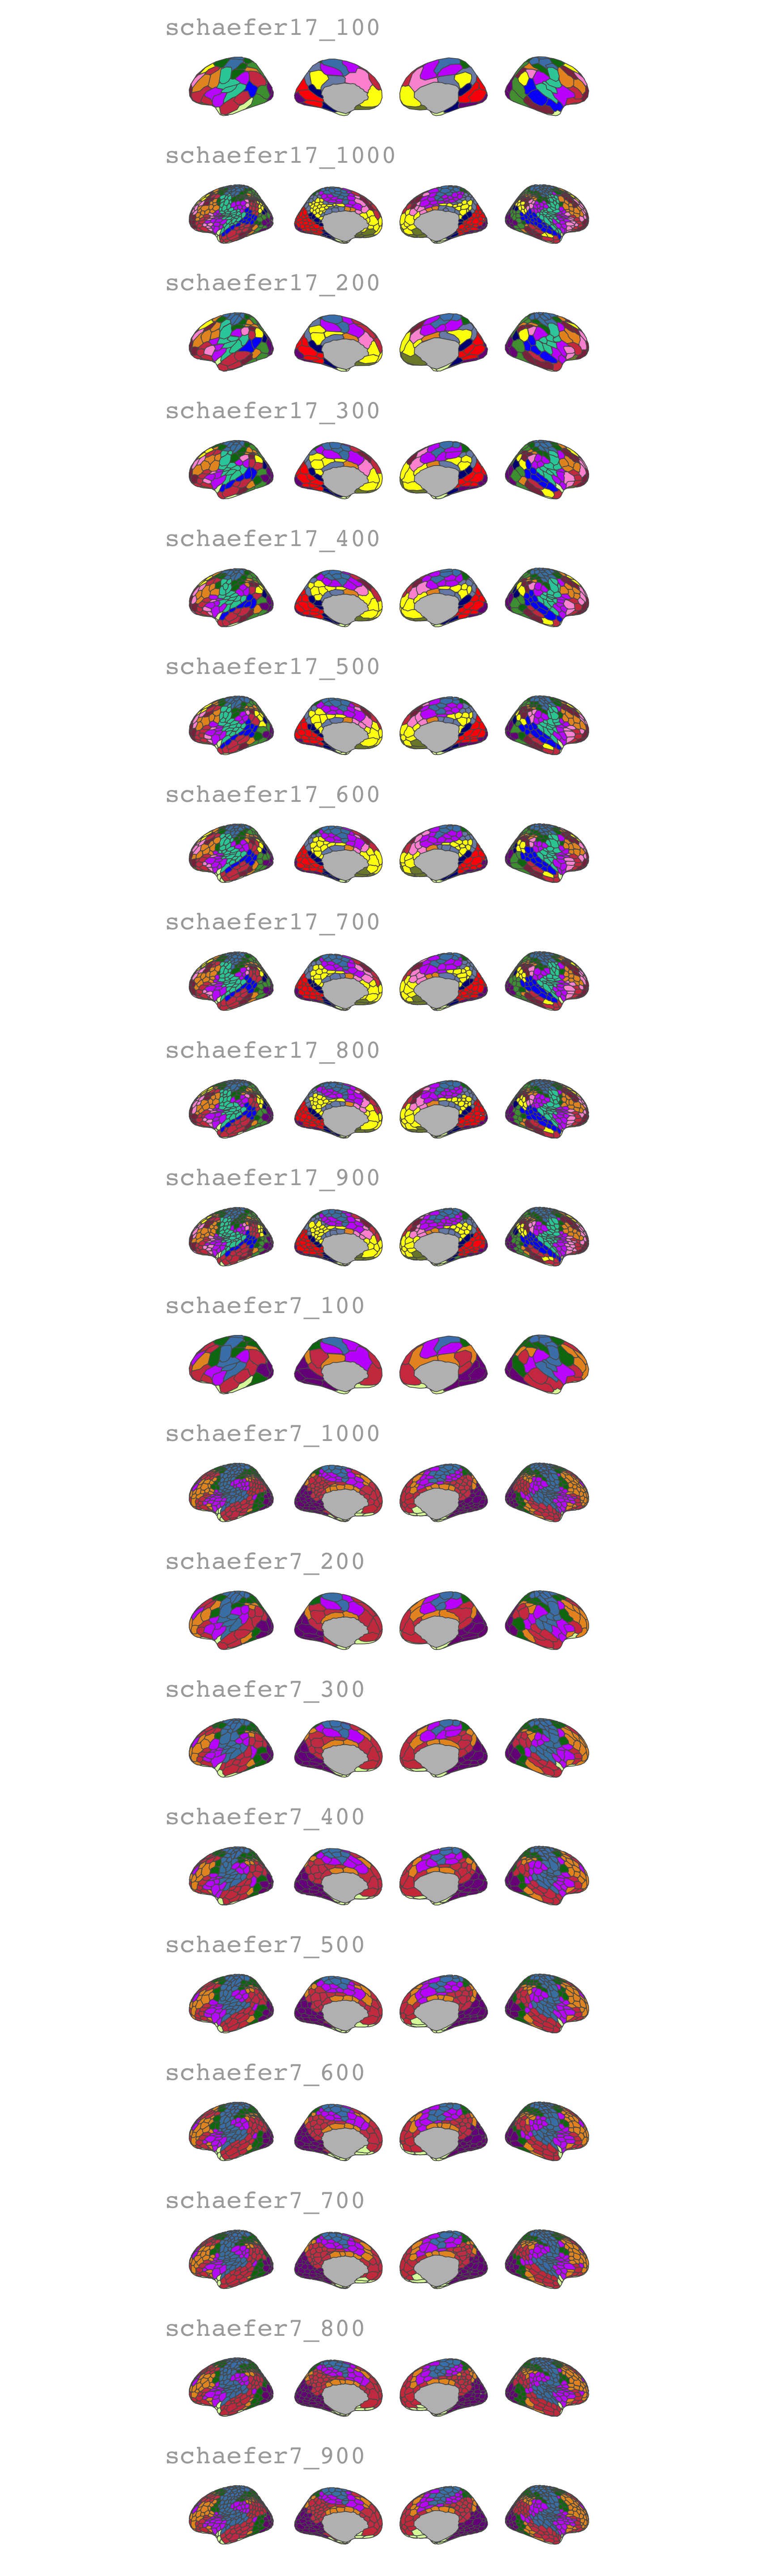 schaefer17_100
schaefer17_1000
schaefer17_200
schaefer17_300
schaefer17_400
schaefer17_500
schaefer17_600
schaefer17_700
schaefer17_800
schaefer17_900
schaefer7_100
schaefer7_1000
schaefer7_200
schaefer7_300
schaefer7_400
schaefer7_500
schaefer7_600
schaefer7_700
schaefer7_800
schaefer7_900